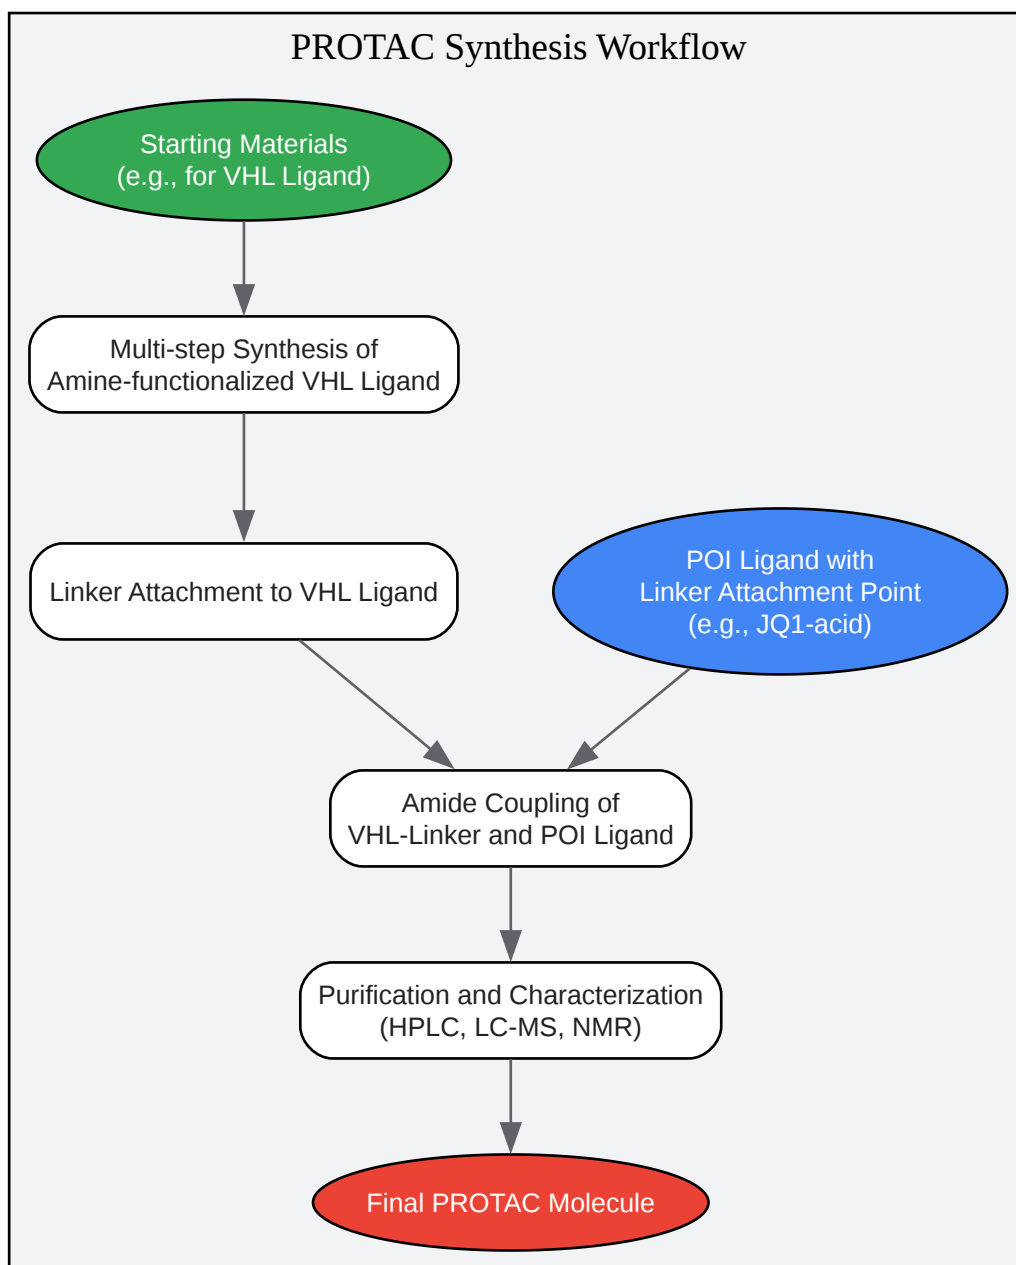 PROTAC Synthesis Workflow
Starting Materials
(e.g., for VHL Ligand)
Multi-step Synthesis of
Amine-functionalized VHL Ligand
Linker Attachment to VHL Ligand
POI Ligand with
Linker Attachment Point
(e.g., JQ1-acid)
Amide Coupling of
VHL-Linker and POI Ligand
Purification and Characterization
(HPLC, LC-MS, NMR)
Final PROTAC Molecule